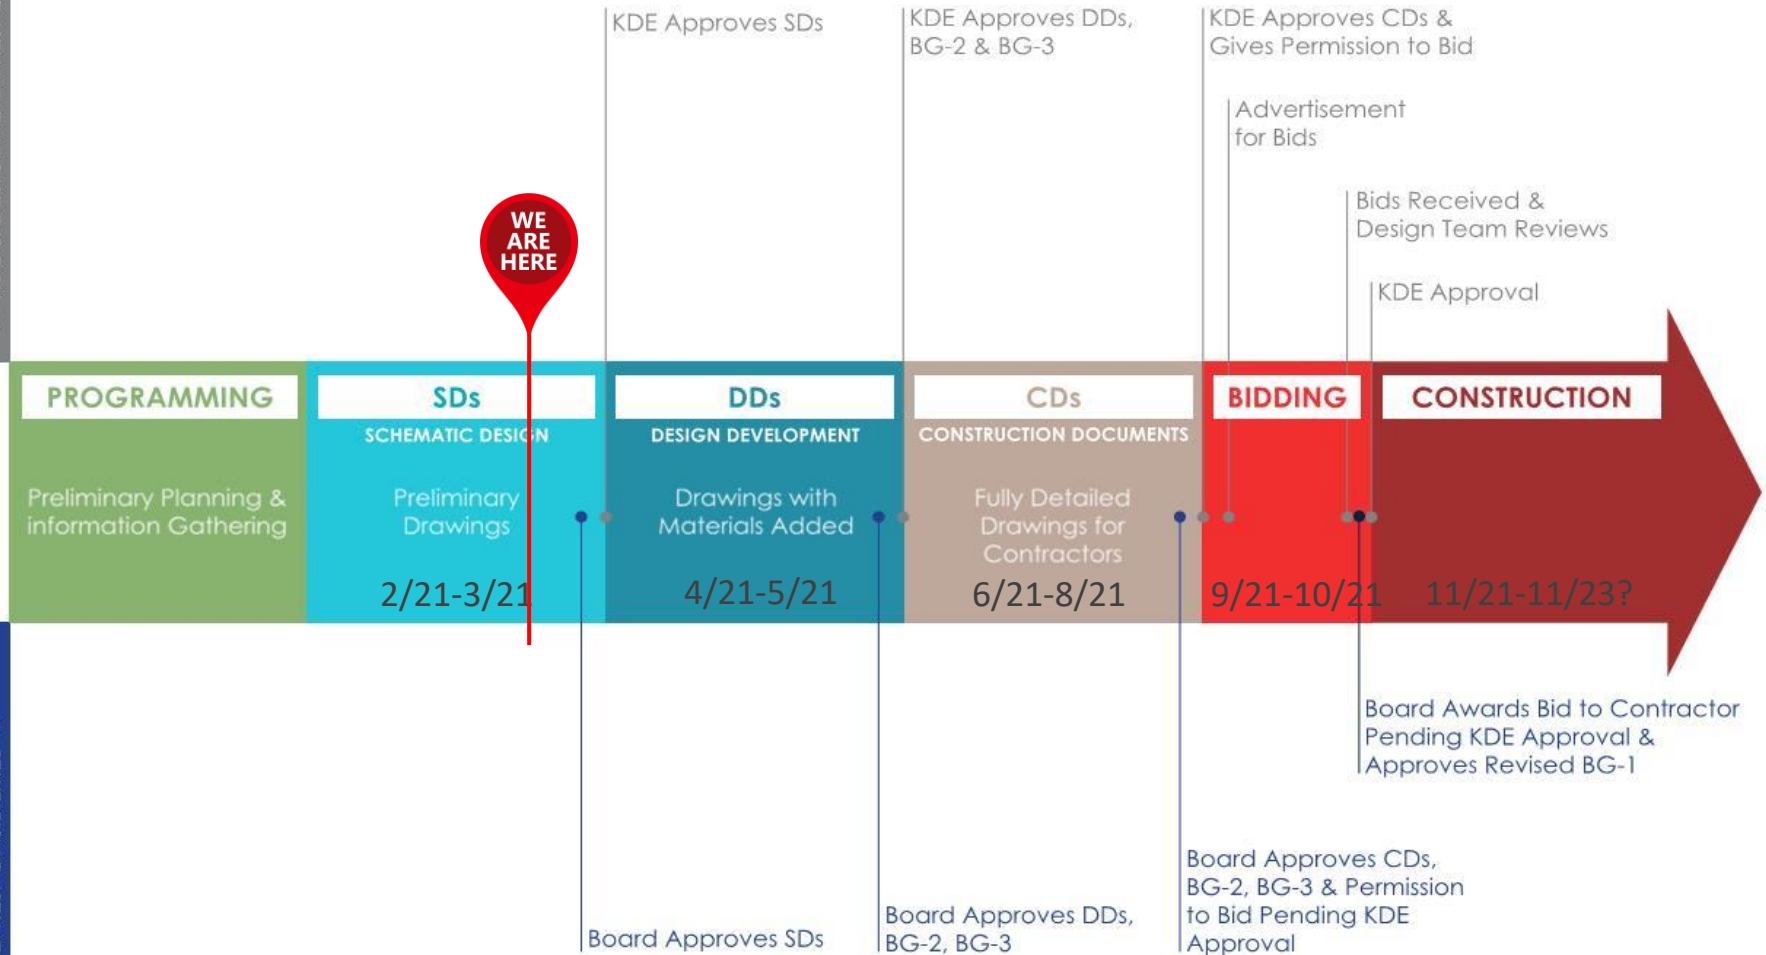 KDE Approves SDs
KDE Approves DDs,
BG-2 & BG-3
KDE Approves CDs &
Gives Permission to Bid
Advertisement
for Bids
Bids Received &
Design Team Reviews
KDE Approval
WE
ARE
HERE
PROGRAMMING
Preliminary Planning &
information Gathering
SDs
SCHEMATIC DESIGN
Preliminary
Drawings
2/21-3/21
DDs
DESIGN DEVELOPMENT
Drawings with
Materials Added
4/21-5/21
CDs
CONSTRUCTION DOCUMENTS
Fully Detailed
Drawings for
Contractors
6/21-8/21
BIDDING
9/21-10/21
CONSTRUCTION
11/21-11/23?
Board Approves SDs
Board Approves DDs,
BG-2, BG-3
Board Approves CDs,
BG-2, BG-3 & Permission
to Bid Pending KDE
Approval
Board Awards Bid to Contractor
Pending KDE Approval &
Approves Revised BG-1